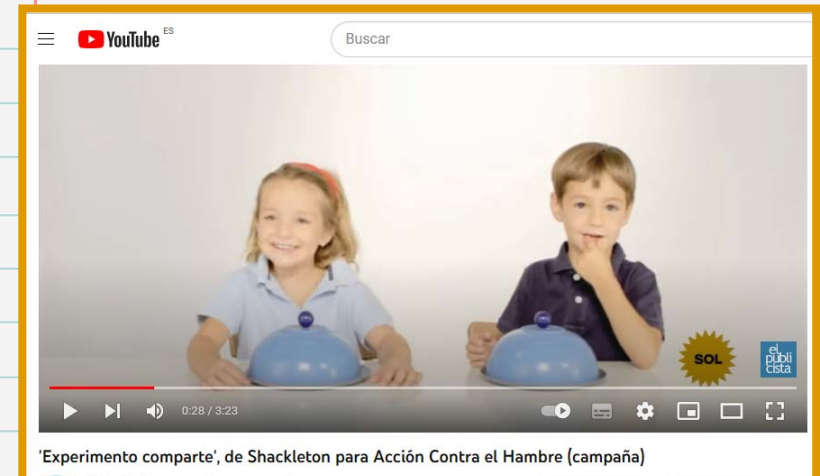 YouTube ES
Buscar
SOL
el
publi
cista
0:28 / 3:23
'Experimento comparte', de Shackleton para Acción Contra el Hambre (campaña)